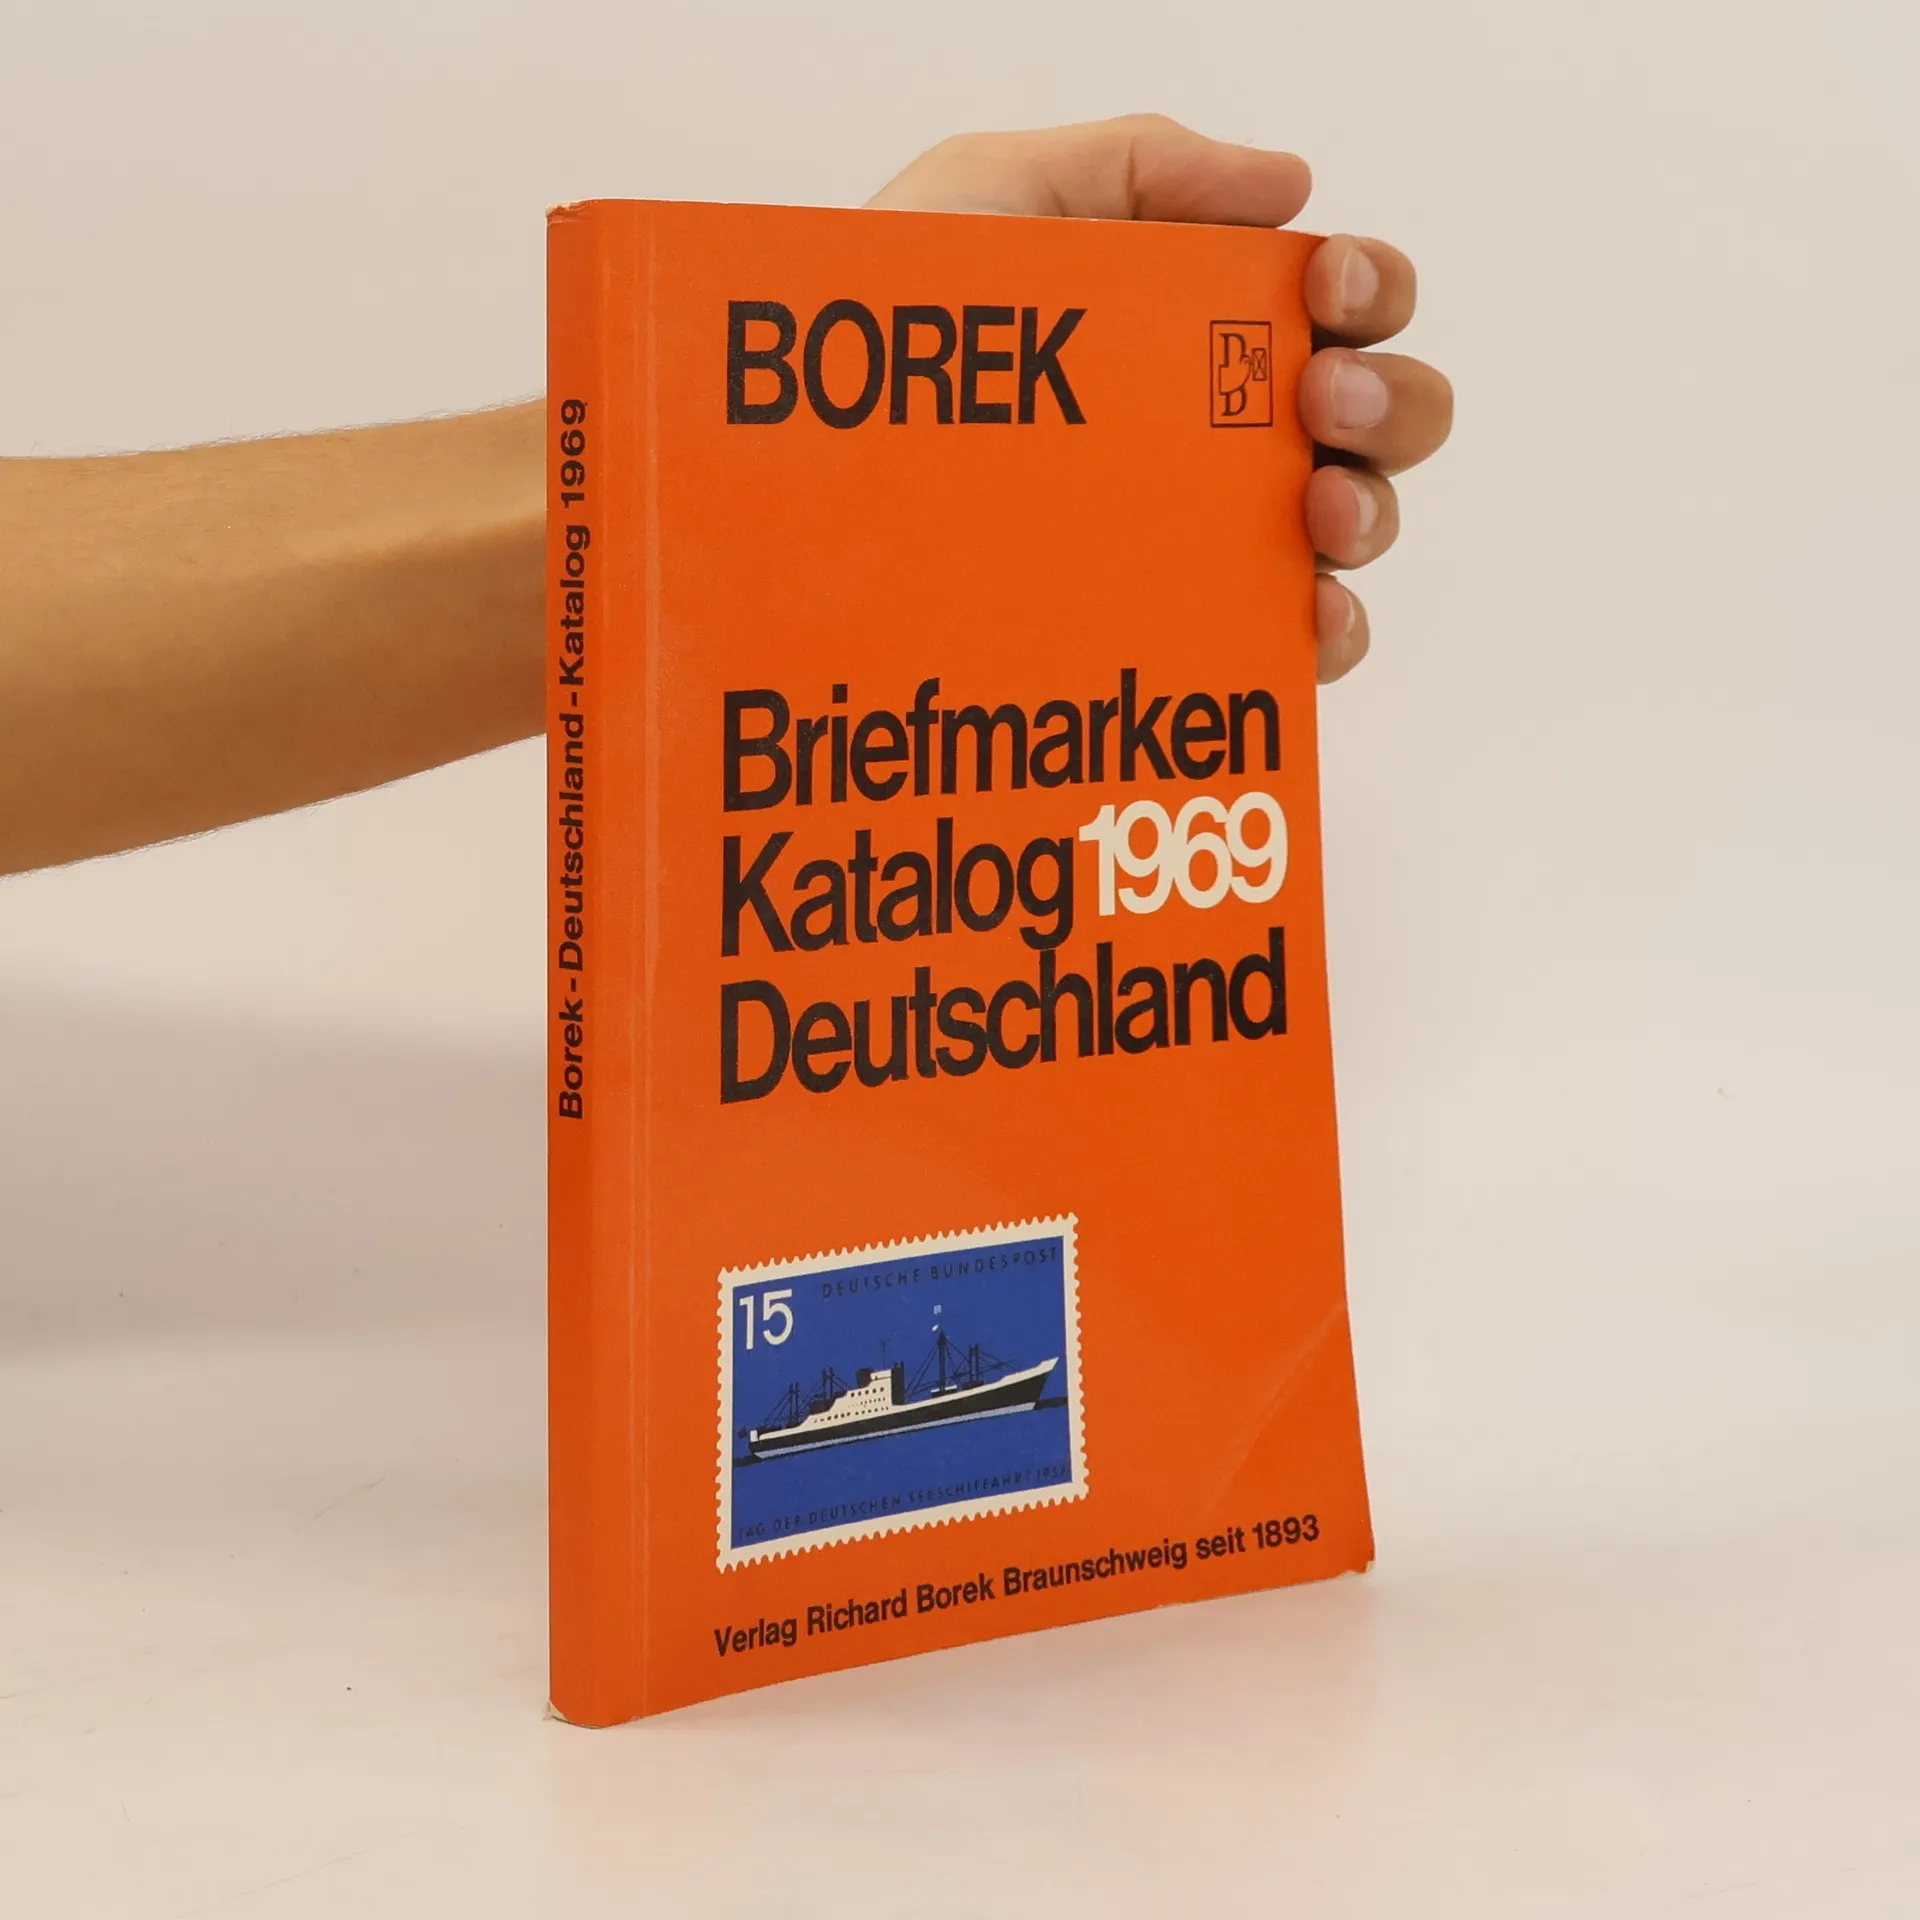 Borek-Deutschland-Katalog 1969
BOREK
Briefmarken
Katalog 1969
Deutschland
DEUTSCHE BUNDESPOST
15
TAG DER DEUTSCHEN SEESCHIFFAHRT 1957
Verlag Richard Borek Braunschweig seit 1893